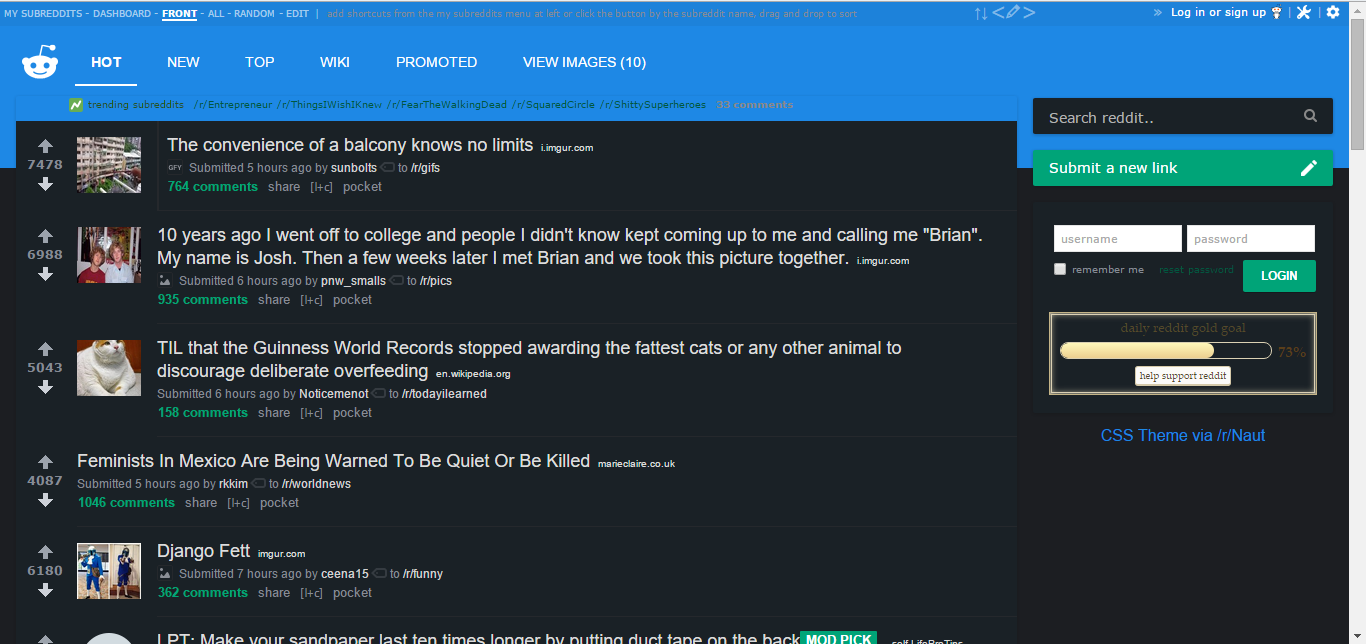 MY SUBREDDITS - DASHBOARD - FRONT - ALL - RANDOM - EDIT | add shortcuts from the my subreddits menu at left or click the button by the subreddit name, drag and drop to sort
» Log in or sign up | |
HOT NEW TOP WIKI PROMOTED VIEW IMAGES (10)
trending subreddits /r/Entrepreneur /r/ThingsIWishIKnew /r/FearTheWalkingDead /r/SquaredCircle /r/ShittySuperheroes 33 comments
7478
The convenience of a balcony knows no limits i.imgur.com
GFY Submitted 5 hours ago by sunbolts to /r/gifs
764 comments share [l+c] pocket
6988
10 years ago I went off to college and people I didn't know kept coming up to me and calling me "Brian".
My name is Josh. Then a few weeks later I met Brian and we took this picture together. i.imgur.com
Submitted 6 hours ago by pnw_smalls to /r/pics
935 comments share [l+c] pocket
5043
TIL that the Guinness World Records stopped awarding the fattest cats or any other animal to
discourage deliberate overfeeding en.wikipedia.org
Submitted 6 hours ago by Noticemenot to /r/todayilearned
158 comments share [l+c] pocket
4087
Feminists In Mexico Are Being Warned To Be Quiet Or Be Killed marieclaire.co.uk
Submitted 5 hours ago by rkkim to /r/worldnews
1046 comments share [l+c] pocket
6180
Django Fett imgur.com
Submitted 7 hours ago by ceena15 to /r/funny
362 comments share [l+c] pocket
LPT: Make your sandpaper last ten times longer by putting duct tape on the back MOD PICK self.LifeProTips
Search reddit..
Submit a new link
username password
remember me reset password LOGIN
daily reddit gold goal
73%
help support reddit
CSS Theme via /r/Naut